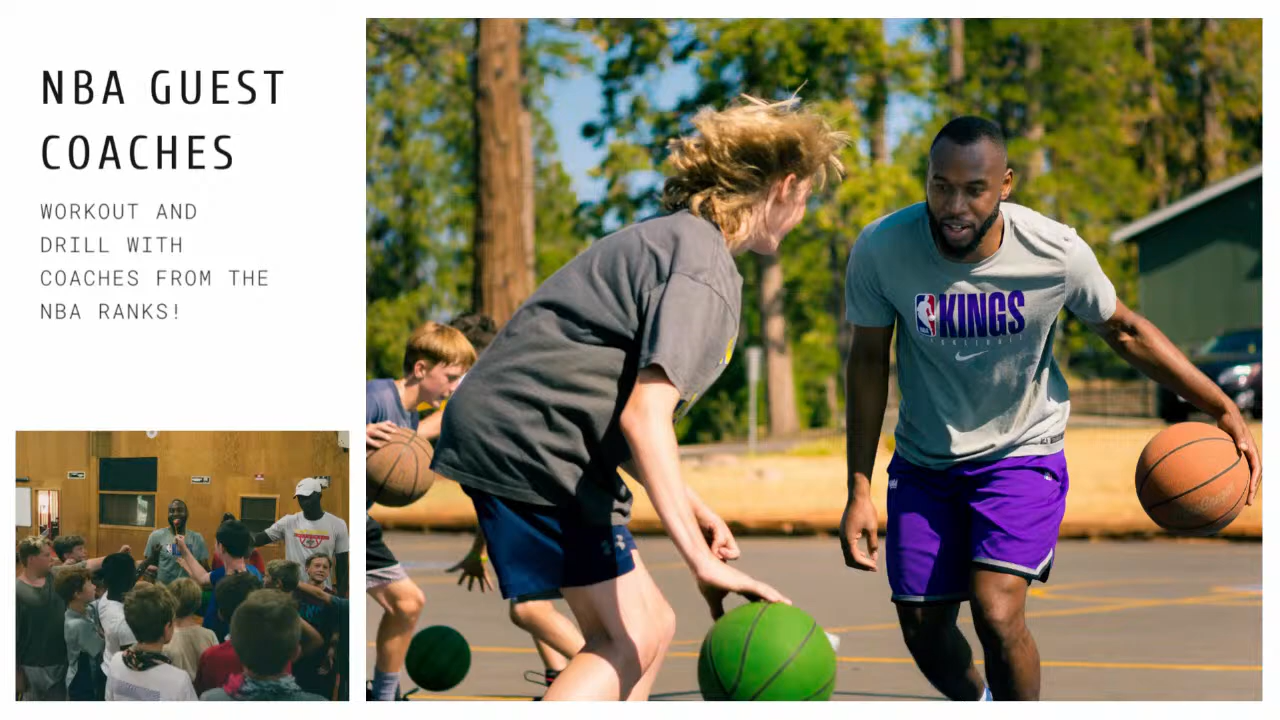 NBA GUEST
COACHES
WORKOUT AND
DRILL WITH
COACHES FROM THE
NBA RANKS!
KINGS